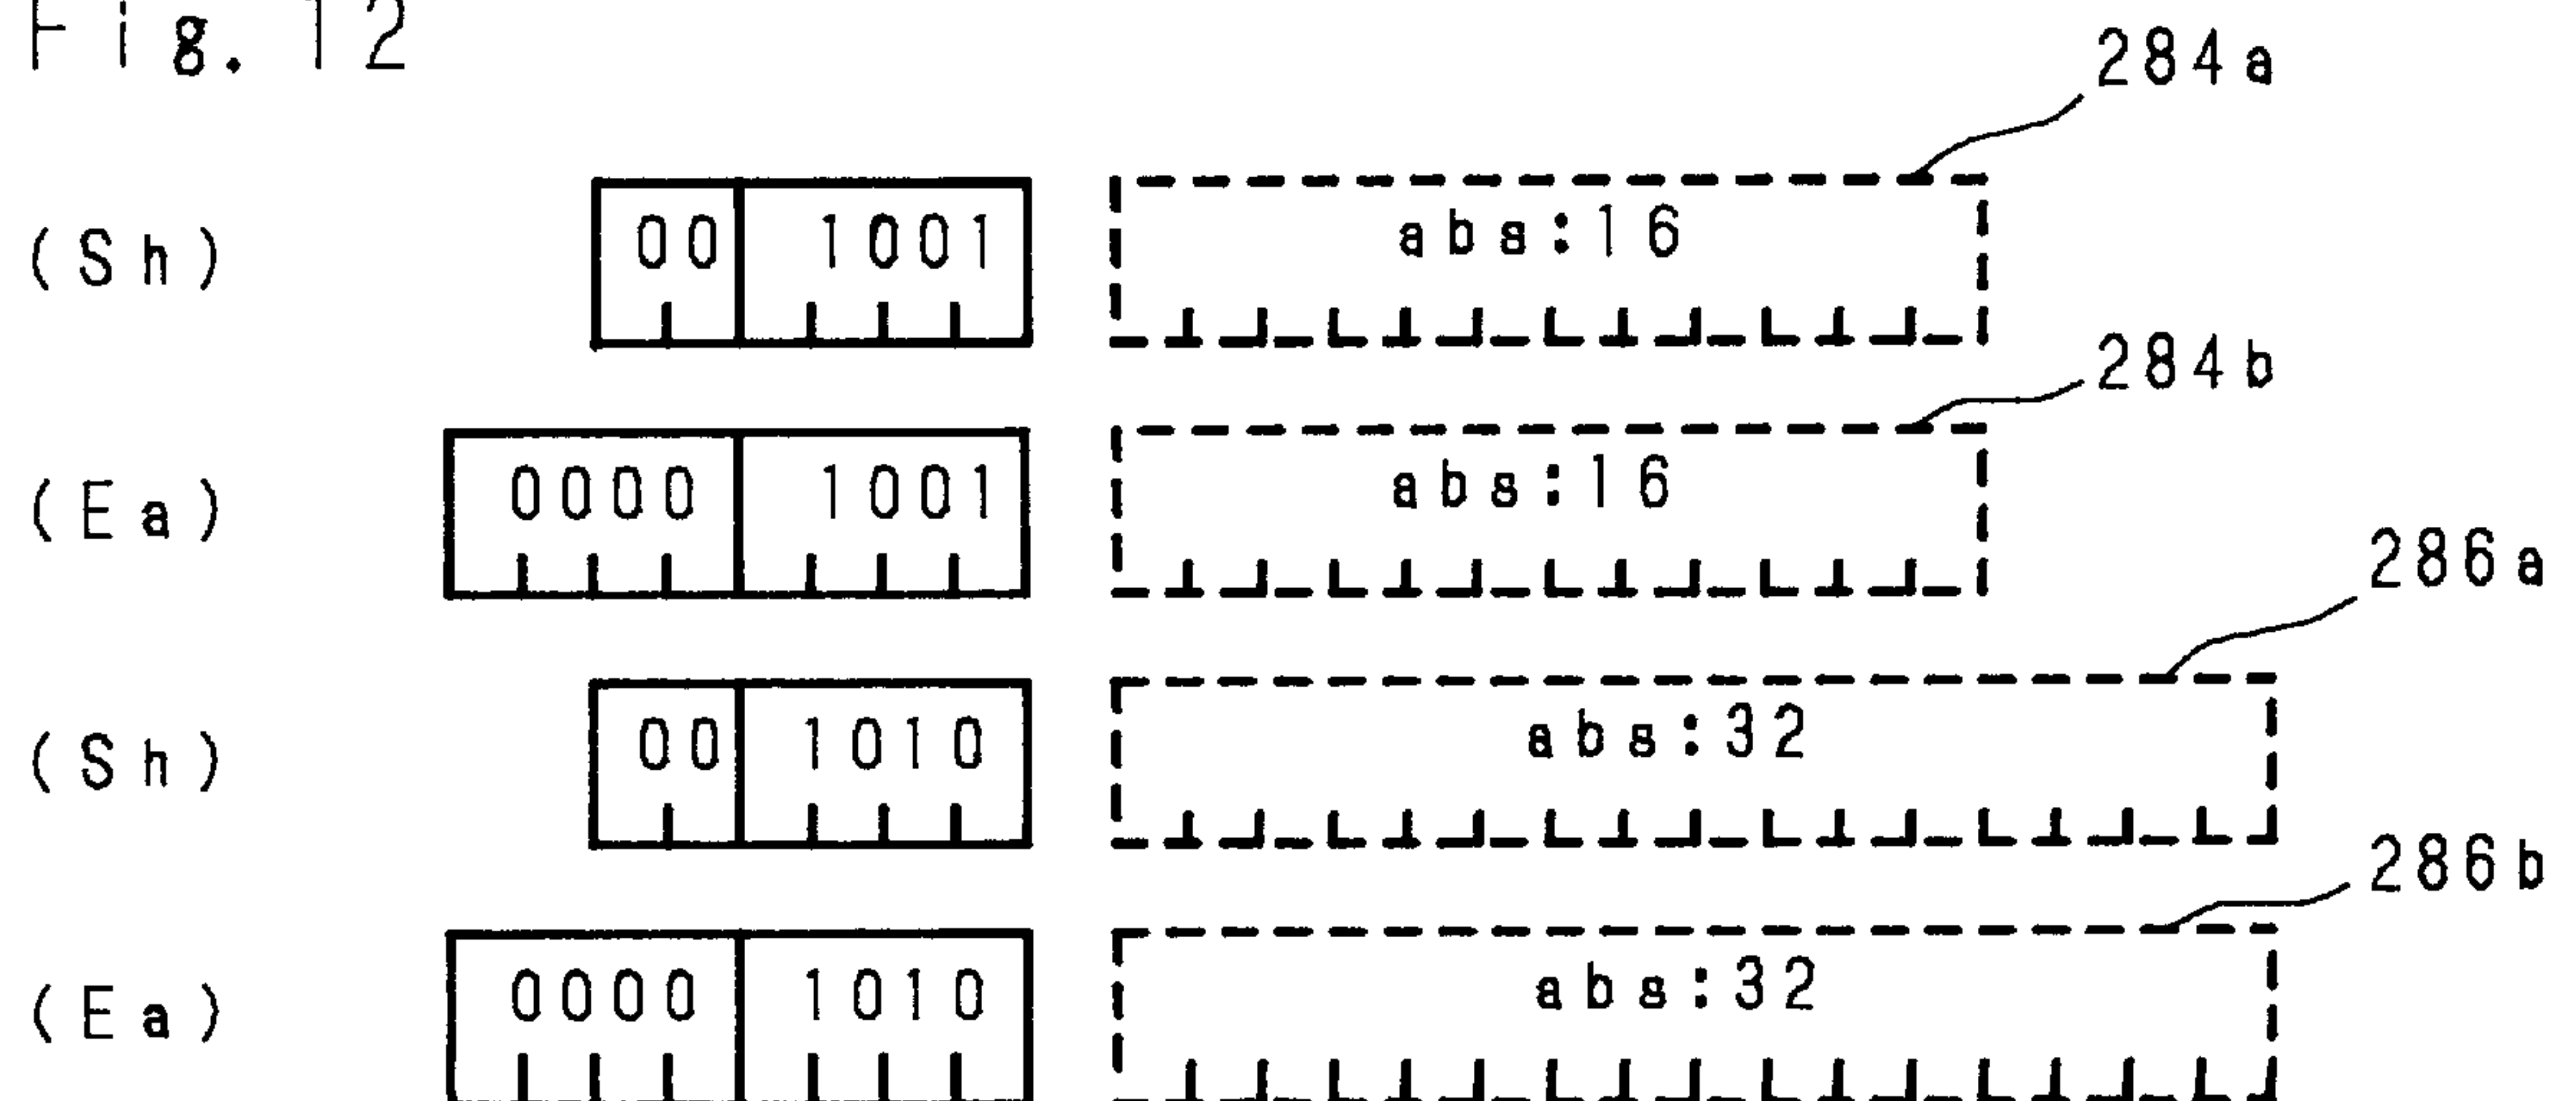 Fig. 12
284a
(Sh) 00 1001 abs:16
284b
(Ea) 0000 1001 abs:16
286a
(Sh) 00 1010 abs:32
286b
(Ea) 0000 1010 abs:32